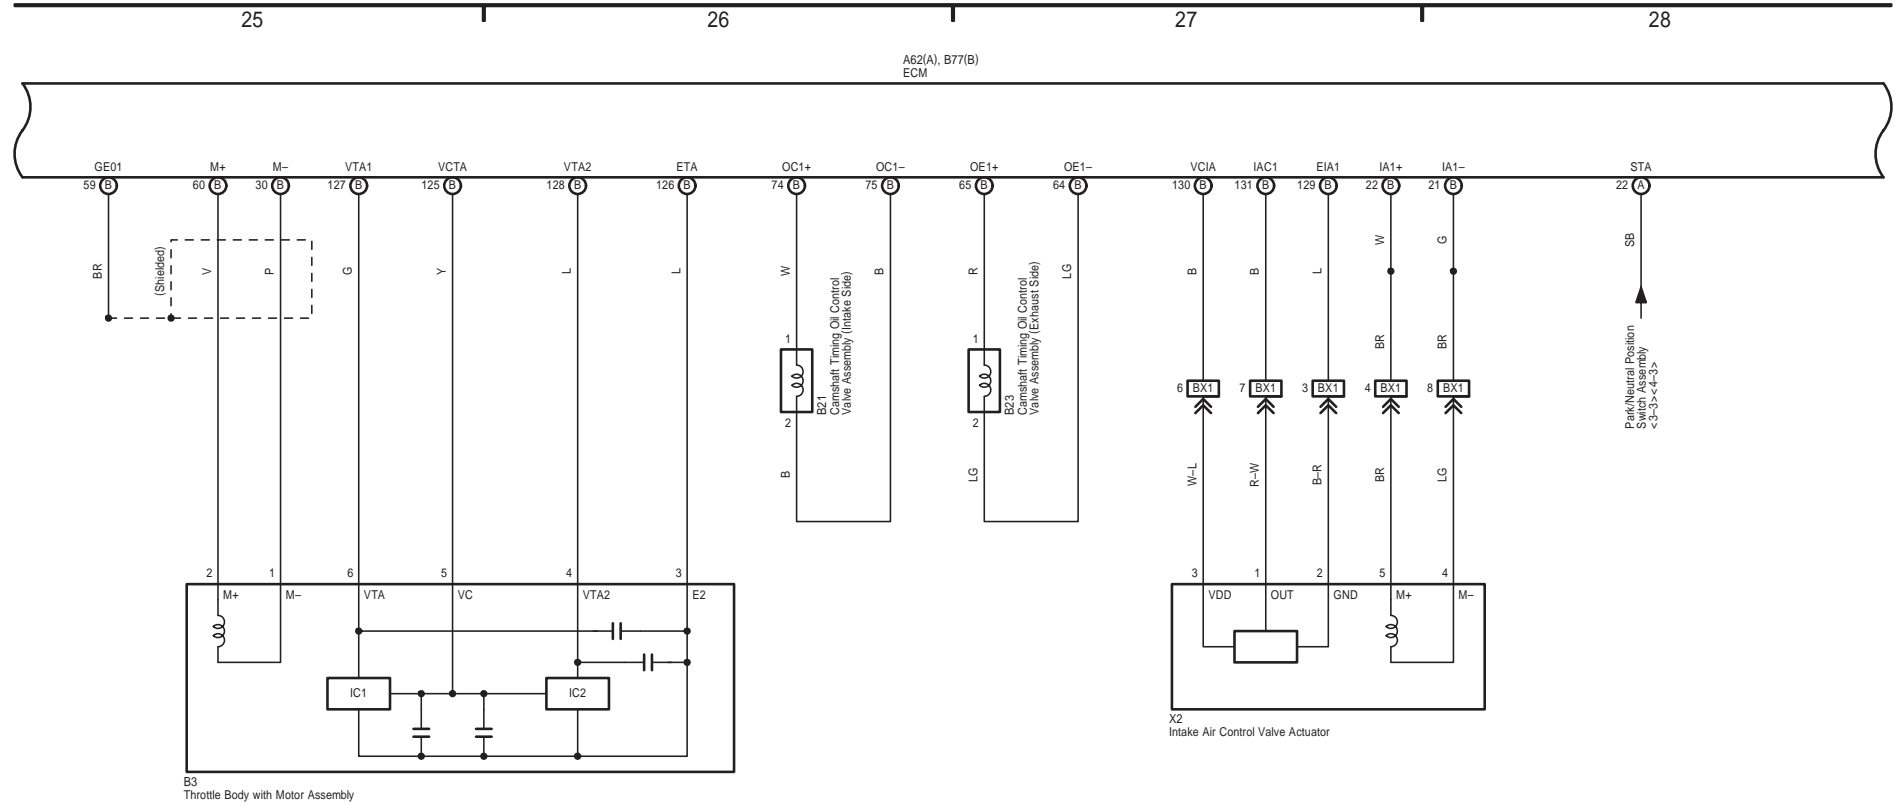 25 26 27 28
A62(A), B77(B)
ECM
GE01 M+ M– VTA1 VCTA VTA2 ETA OC1+ OC1– OE1+ OE1– VCIA IAC1 EIA1 IA1+ IA1– STA
59 B 60 B 30 B 127 B 125 B 128 B 126 B 74 B 75 B 65 B 64 B 130 B 131 B 129 B 22 B 21 B 22 A
W G SB
BR (Shielded) V P G Y L L W B R LG B B L
1 1
BR BR
B21
Camshaft Timing Oil Control
Valve Assembly (Intake Side)
B23
Camshaft Timing Oil Control
Valve Assembly (Exhaust Side)
Park/Neutral Position
Switch Assembly
<3–3><4–3>
6 BX1 7 BX1 3 BX1 4 BX1 8 BX1
2 2
B LG W–L R–W B–R BR LG
2 1 6 5 4 3 3 1 2 5 4
M+ M– VTA VC VTA2 E2 VDD OUT GND M+ M–
IC1 IC2
X2
Intake Air Control Valve Actuator
B3
Throttle Body with Motor Assembly